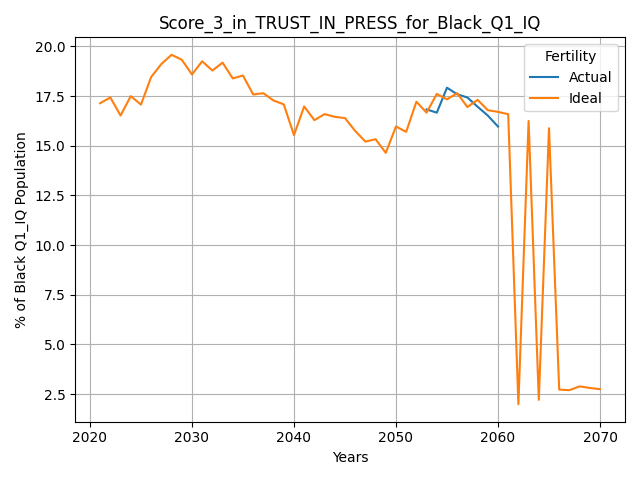 Score_3_in_TRUST_IN_PRESS_for_Black_Q1_IQ
Fertility
Actual
Ideal
% of Black Q1_IQ Population
20.0
17.5
15.0
12.5
10.0
7.5
5.0
2.5
2020
2030
2040
2050
2060
2070
Years